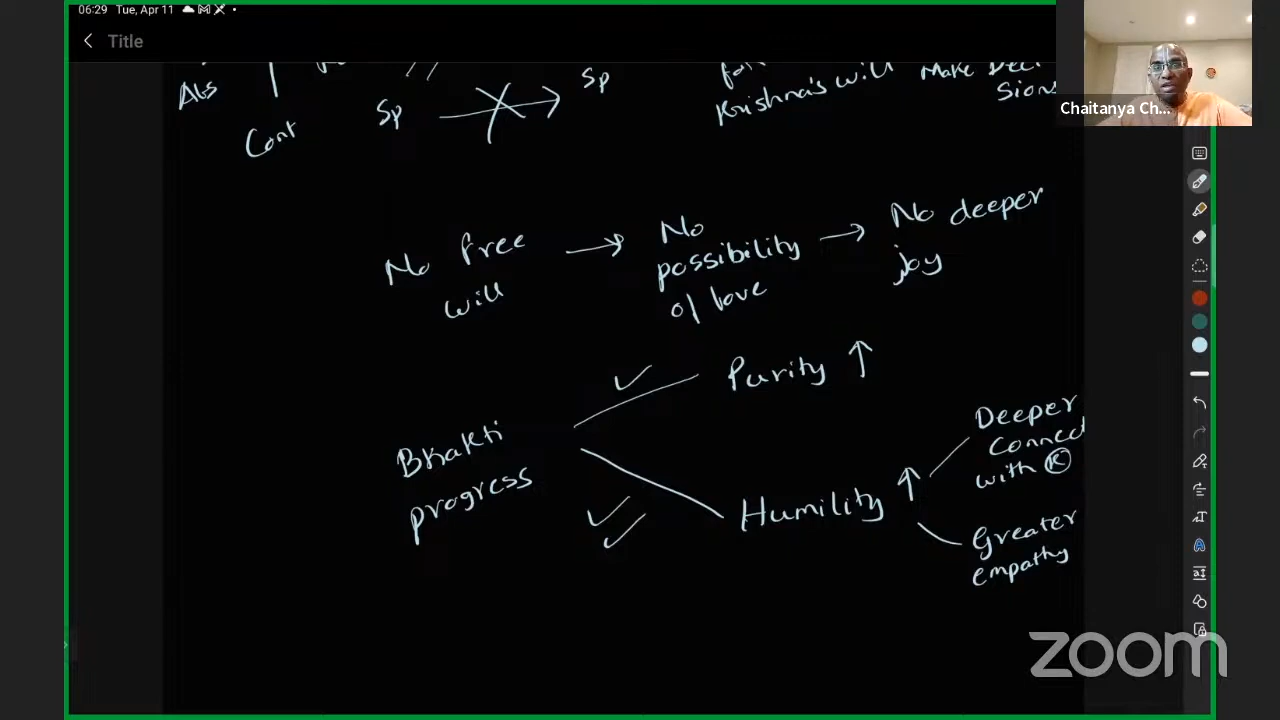 06:29 Tue, Apr 11
Title
Chaitanya Ch...
Abs
Cont
Sp
Sp
Krishna's will
Make Deci
sions
No free
will
No
possibility
of love
No deeper
joy
Bhakti
progress
Purity
Humility
Deeper
Connect
with K
Greater
empathy
zoom